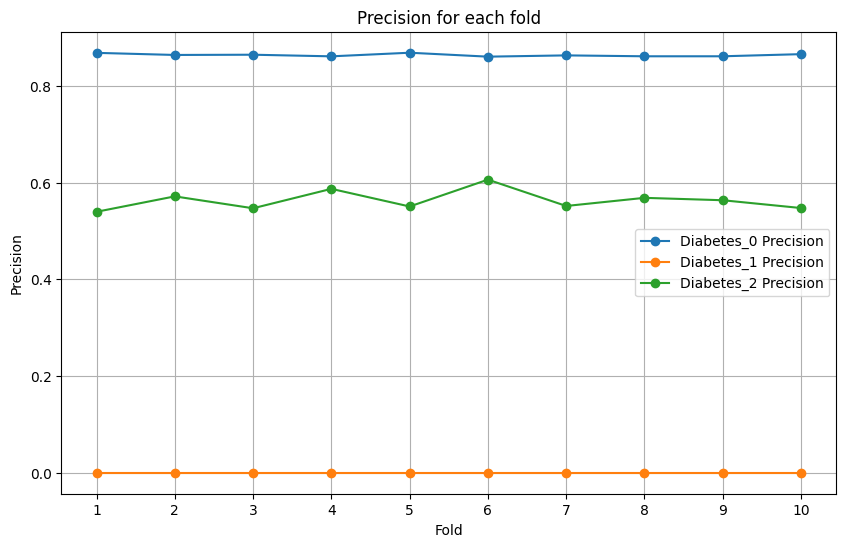 Precision for each fold
Precision
0.8
0.6
0.4
0.2
0.0
Diabetes_0 Precision
Diabetes_1 Precision
Diabetes_2 Precision
1 2 3 4 5 6 7 8 9 10
Fold